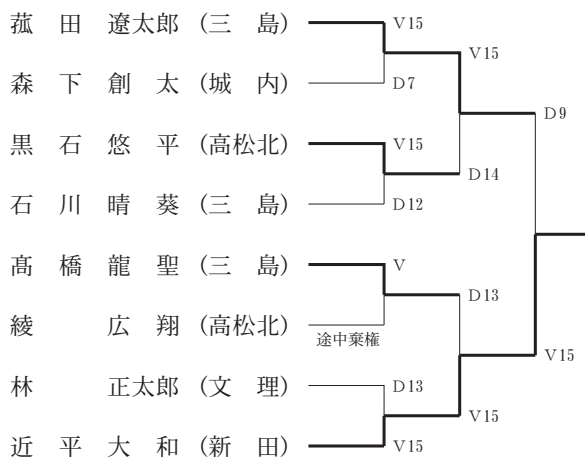 菰田遼太郎（三島） V15
V15
森下創太（城内） D7
D9
黒石悠平（高松北） V15
D14
石川晴葵（三島） D12
髙橋龍聖（三島） V
D13
綾広翔（高松北） 途中棄権
V15
林正太郎（文理） D13
V15
近平大和（新田） V15